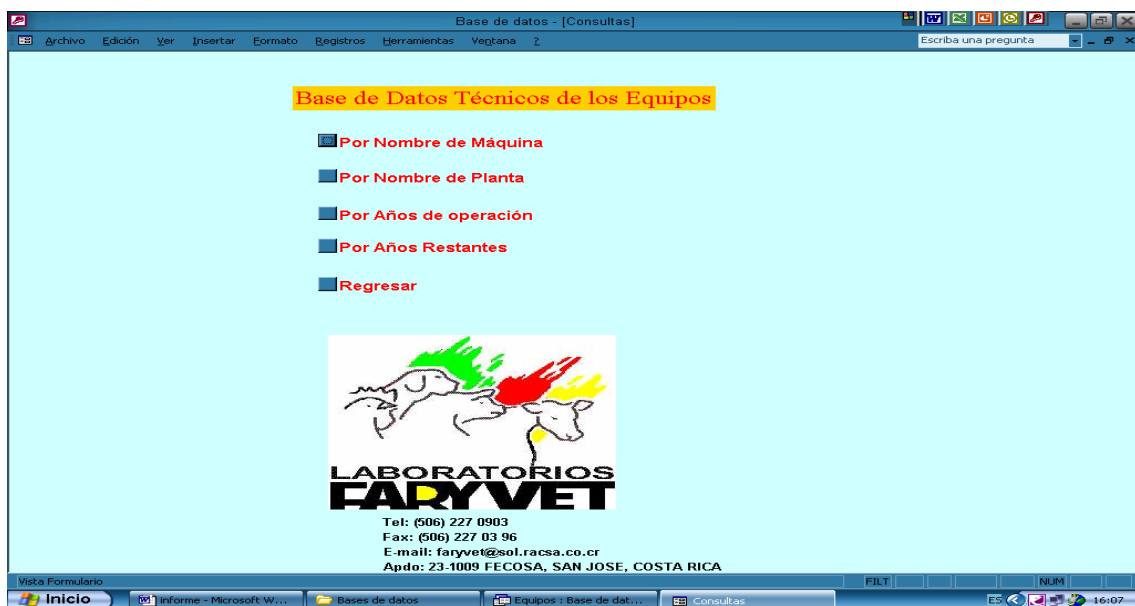 Base de datos - [Consultas]
Archivo Edición Ver Insertar Formato Registros Herramientas Ventana ? Escriba una pregunta
Base de Datos Técnicos de los Equipos
Por Nombre de Máquina
Por Nombre de Planta
Por Años de operación
Por Años Restantes
Regresar
LABORATORIOS
FARYVET
Tel: (506) 227 0903
Fax: (506) 227 03 96
E-mail: faryvet@sol.racsa.co.cr
Apdo: 23-1009 FECOSA, SAN JOSE, COSTA RICA
Vista Formulario FILT NUM
Inicio informe - Microsoft W... Bases de datos Equipos : Base de dat... Consultas ES 16:07